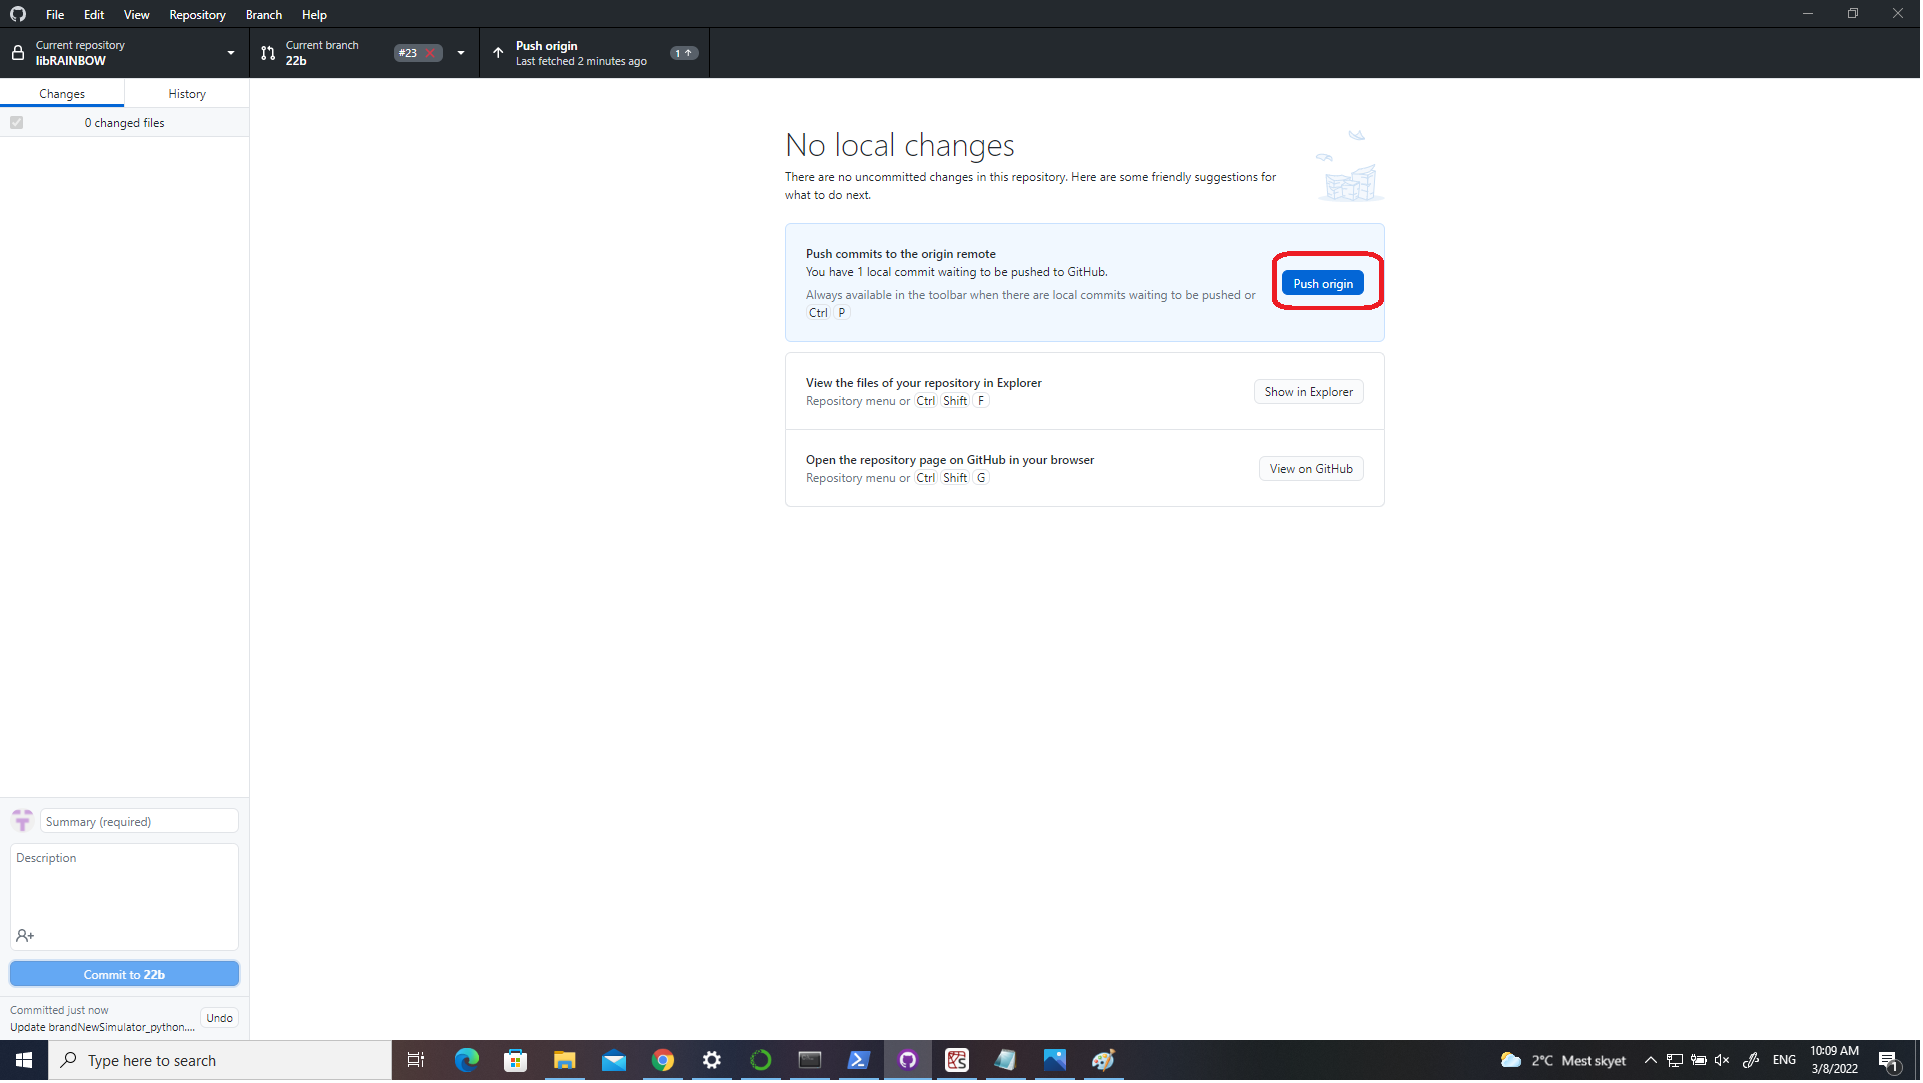 File Edit View Repository Branch Help
Current repository
libRAINBOW
Current branch
22b
#23
Push origin
Last fetched 2 minutes ago
1
Changes
History
0 changed files
No local changes
There are no uncommitted changes in this repository. Here are some friendly suggestions for
what to do next.
Push commits to the origin remote
You have 1 local commit waiting to be pushed to GitHub.
Always available in the toolbar when there are local commits waiting to be pushed or
Ctrl P
Push origin
View the files of your repository in Explorer
Repository menu or Ctrl Shift F
Show in Explorer
Open the repository page on GitHub in your browser
Repository menu or Ctrl Shift G
View on GitHub
Summary (required)
Description
Commit to 22b
Committed just now
Update brandNewSimulator_python....
Undo
Type here to search
2°C Mest skyet
ENG
10:09 AM
3/8/2022
1